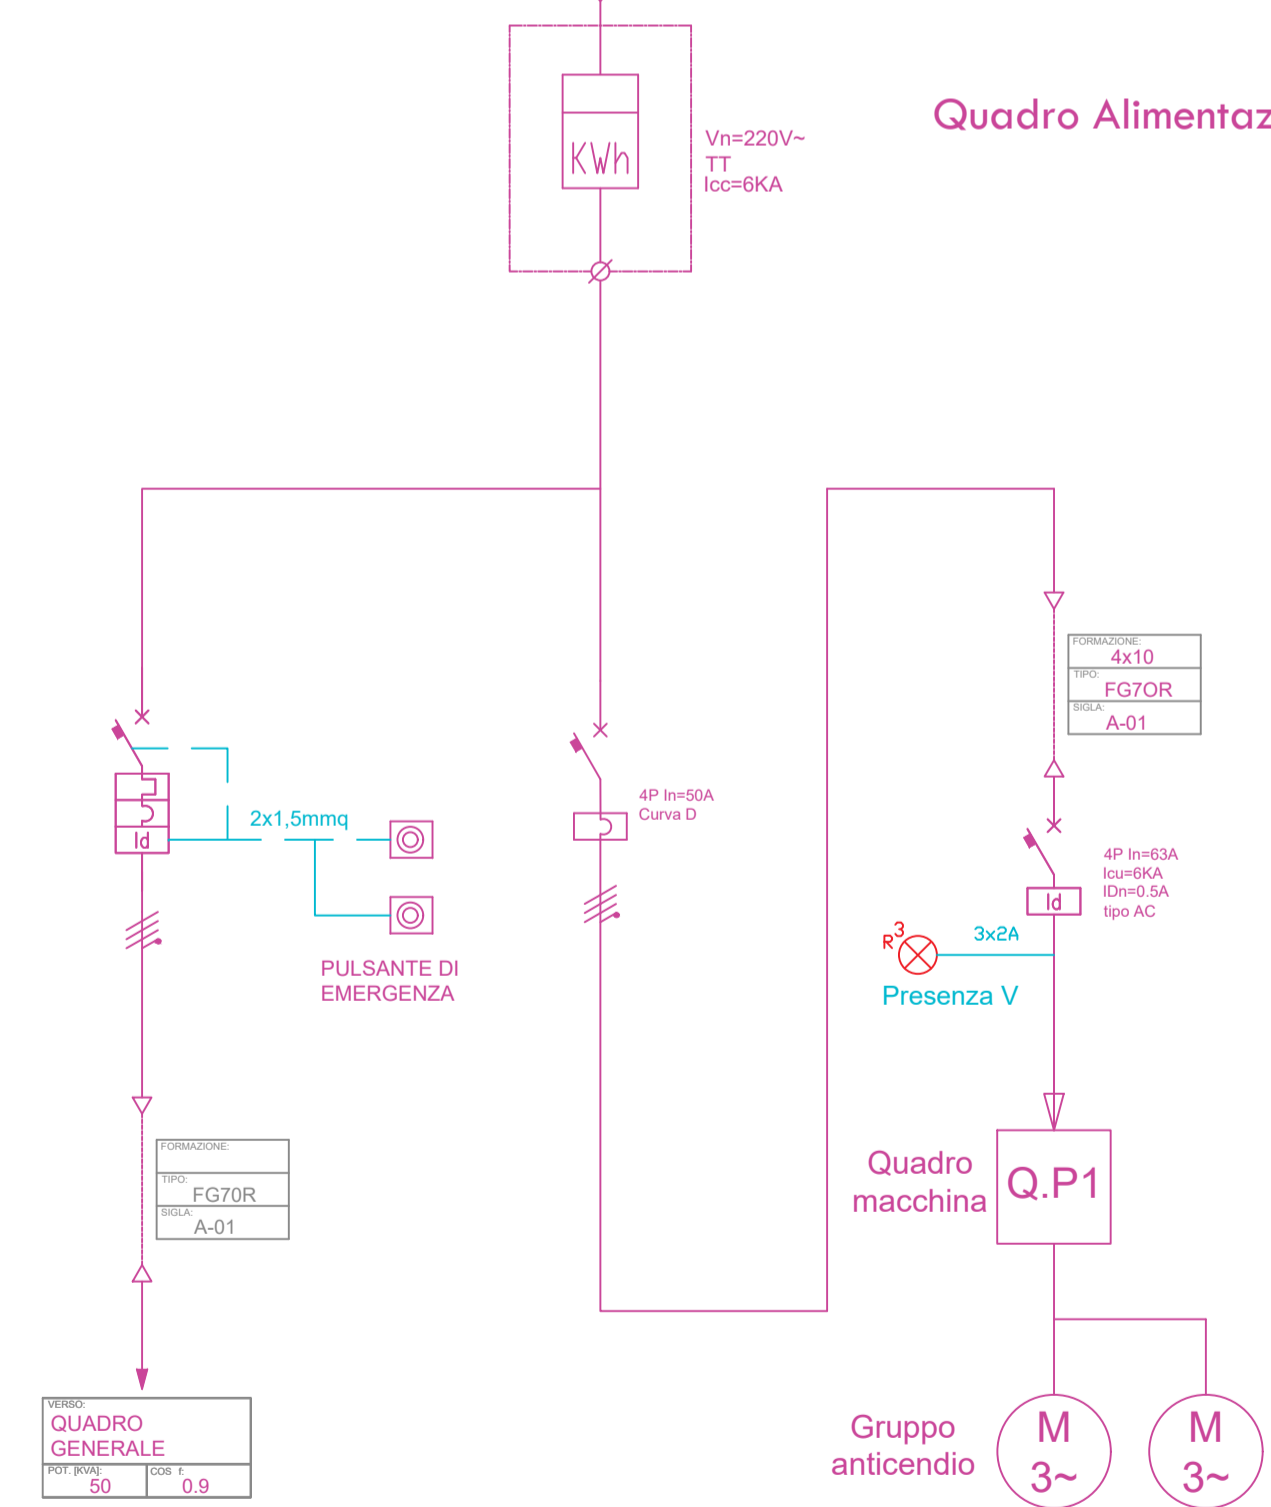 Quadro Alimentaz
KWh
Vn=220V~
TT
Icc=6KA
FORMAZIONE:
4x10
TIPO:
FG7OR
SIGLA:
A-01
4P In=50A
Curva D
2x1,5mmq
Id
PULSANTE DI
EMERGENZA
4P In=63A
Icu=6KA
IDn=0.5A
tipo AC
Id
R3
3x2A
Presenza V
FORMAZIONE:
TIPO:
FG70R
SIGLA:
A-01
Quadro
macchina
Q.P1
VERSO:
QUADRO
GENERALE
POT. [KVA]:
50
COS f:
0.9
Gruppo
anticendio
M
3~
M
3~